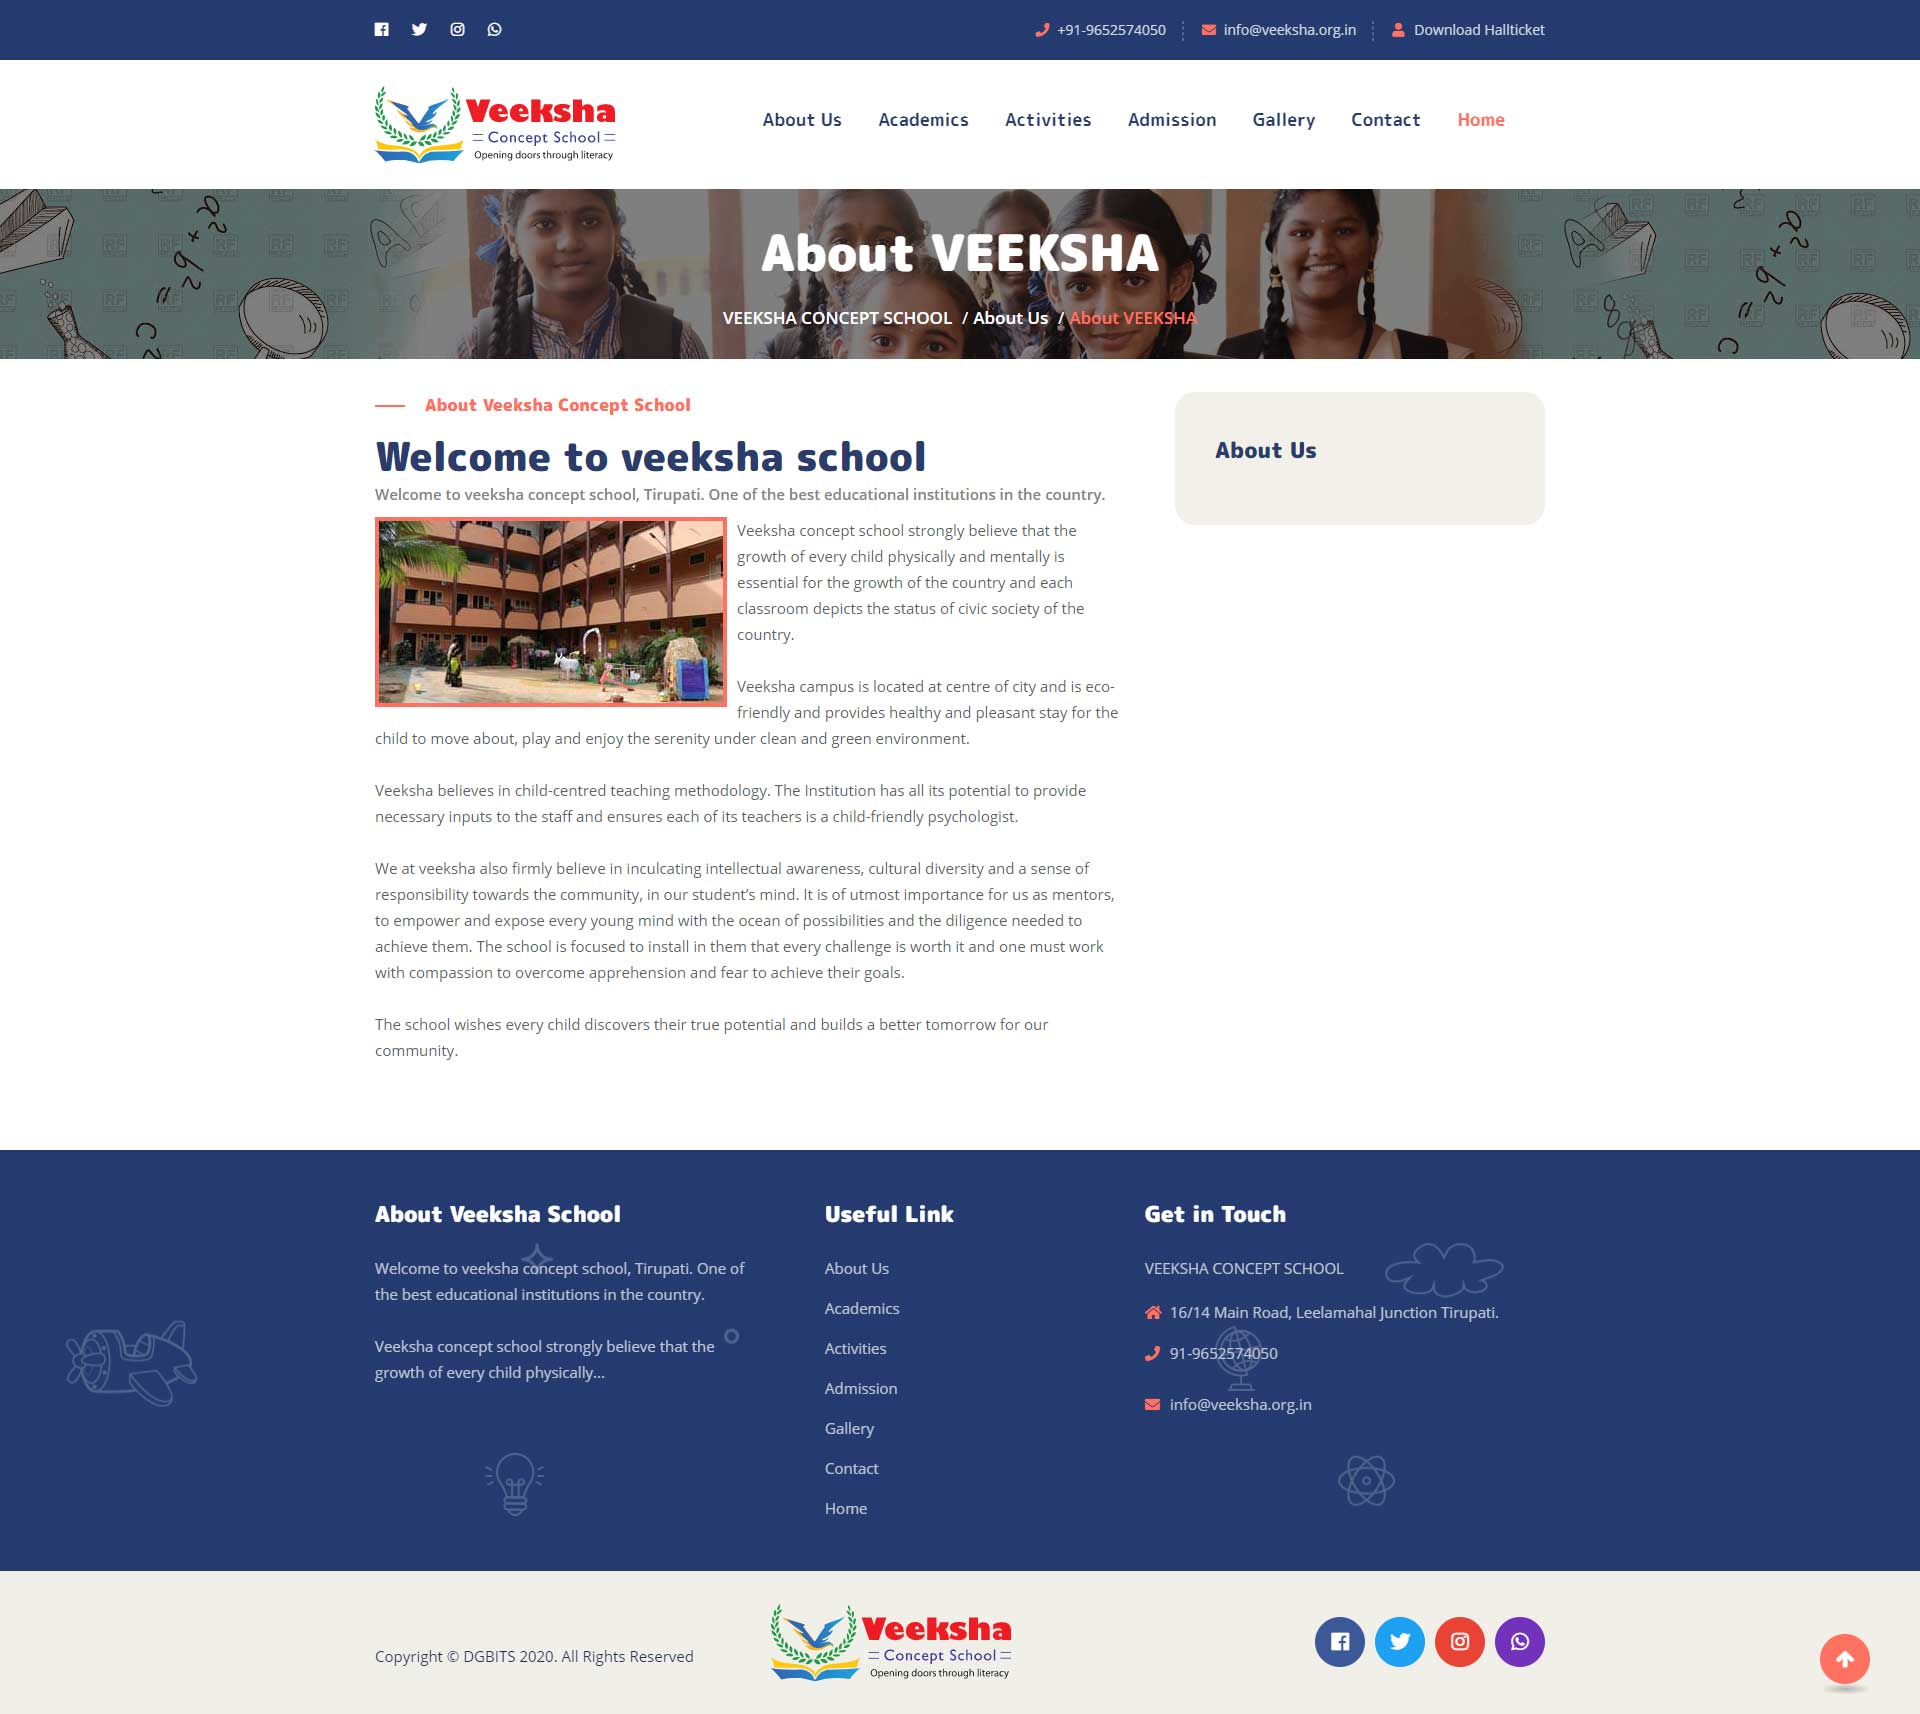 +91-9652574050
info@veeksha.org.in
Download Hallticket
Veeksha
Concept School
Opening doors through literacy
About Us
Academics
Activities
Admission
Gallery
Contact
Home
About VEEKSHA
VEEKSHA CONCEPT SCHOOL / About Us / About VEEKSHA
About Veeksha Concept School
Welcome to veeksha school
Welcome to veeksha concept school, Tirupati. One of the best educational institutions in the country.
Veeksha concept school strongly believe that the
growth of every child physically and mentally is
essential for the growth of the country and each
classroom depicts the status of civic society of the
country.
Veeksha campus is located at centre of city and is eco-
friendly and provides healthy and pleasant stay for the
child to move about, play and enjoy the serenity under clean and green environment.
Veeksha believes in child-centred teaching methodology. The Institution has all its potential to provide
necessary inputs to the staff and ensures each of its teachers is a child-friendly psychologist.
We at veeksha also firmly believe in inculcating intellectual awareness, cultural diversity and a sense of
responsibility towards the community, in our student’s mind. It is of utmost importance for us as mentors,
to empower and expose every young mind with the ocean of possibilities and the diligence needed to
achieve them. The school is focused to install in them that every challenge is worth it and one must work
with compassion to overcome apprehension and fear to achieve their goals.
The school wishes every child discovers their true potential and builds a better tomorrow for our
community.
About Us
About Veeksha School
Welcome to veeksha concept school, Tirupati. One of
the best educational institutions in the country.
Veeksha concept school strongly believe that the
growth of every child physically...
Useful Link
About Us
Academics
Activities
Admission
Gallery
Contact
Home
Get in Touch
VEEKSHA CONCEPT SCHOOL
16/14 Main Road, Leelamahal Junction Tirupati.
91-9652574050
info@veeksha.org.in
Copyright © DGBITS 2020. All Rights Reserved
Veeksha
Concept School
Opening doors through literacy